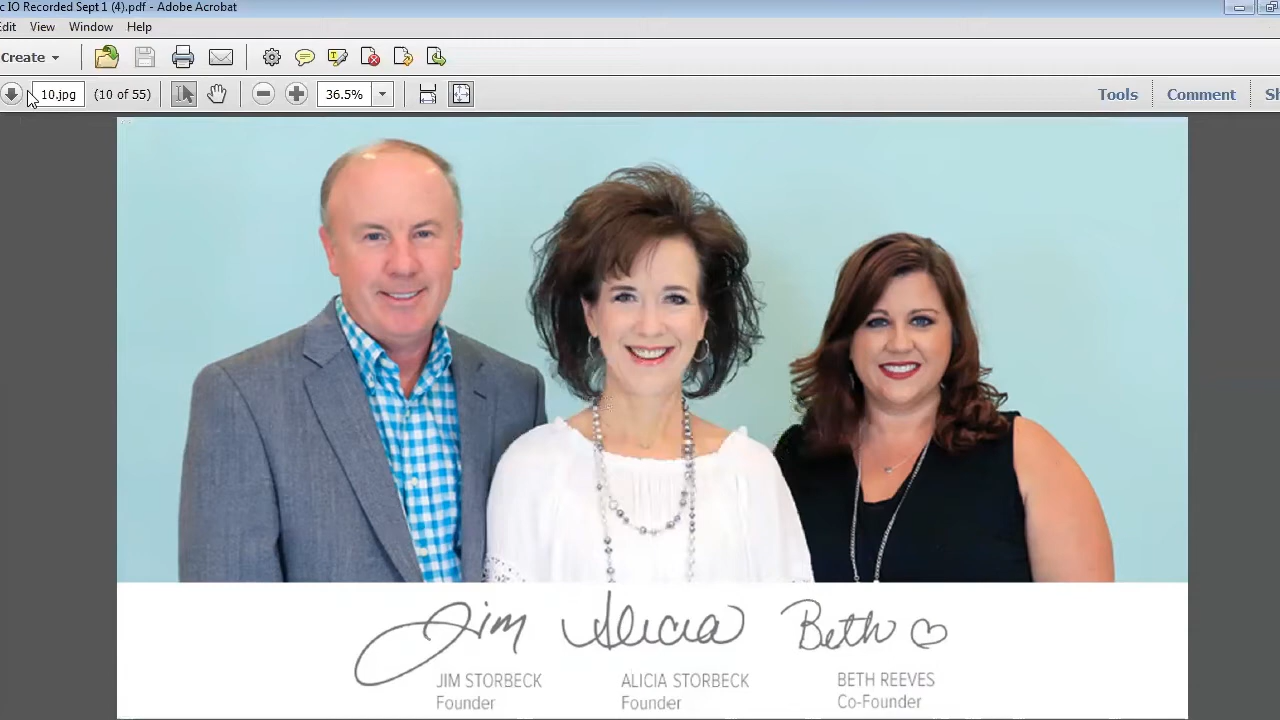 c IO Recorded Sept 1 (4).pdf - Adobe Acrobat
Edit View Window Help
Create
10.jpg (10 of 55) 36.5% Tools Comment Sh
Jim Alicia Beth
JIM STORBECK ALICIA STORBECK BETH REEVES
Founder Founder Co-Founder